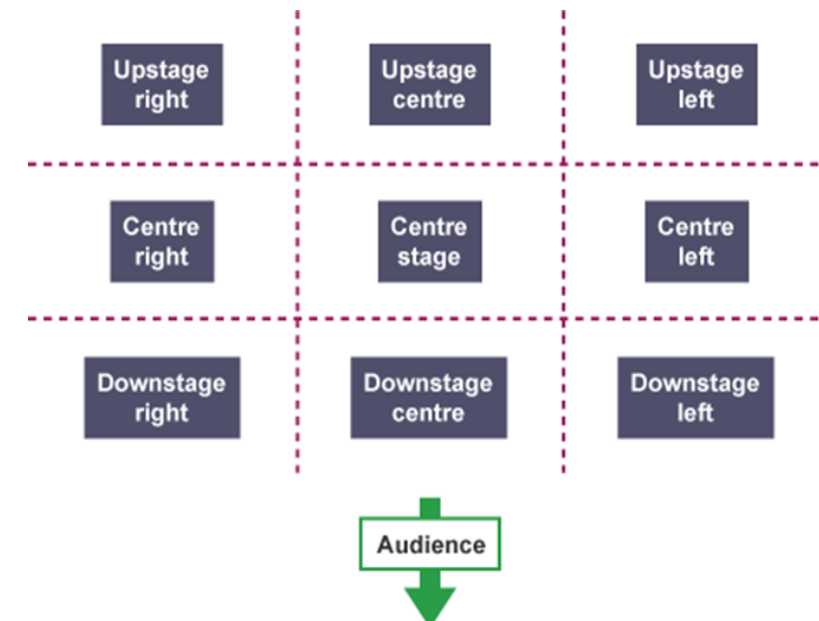 Upstage
right
Upstage
centre
Upstage
left
Centre
right
Centre
stage
Centre
left
Downstage
right
Downstage
centre
Downstage
left
Audience